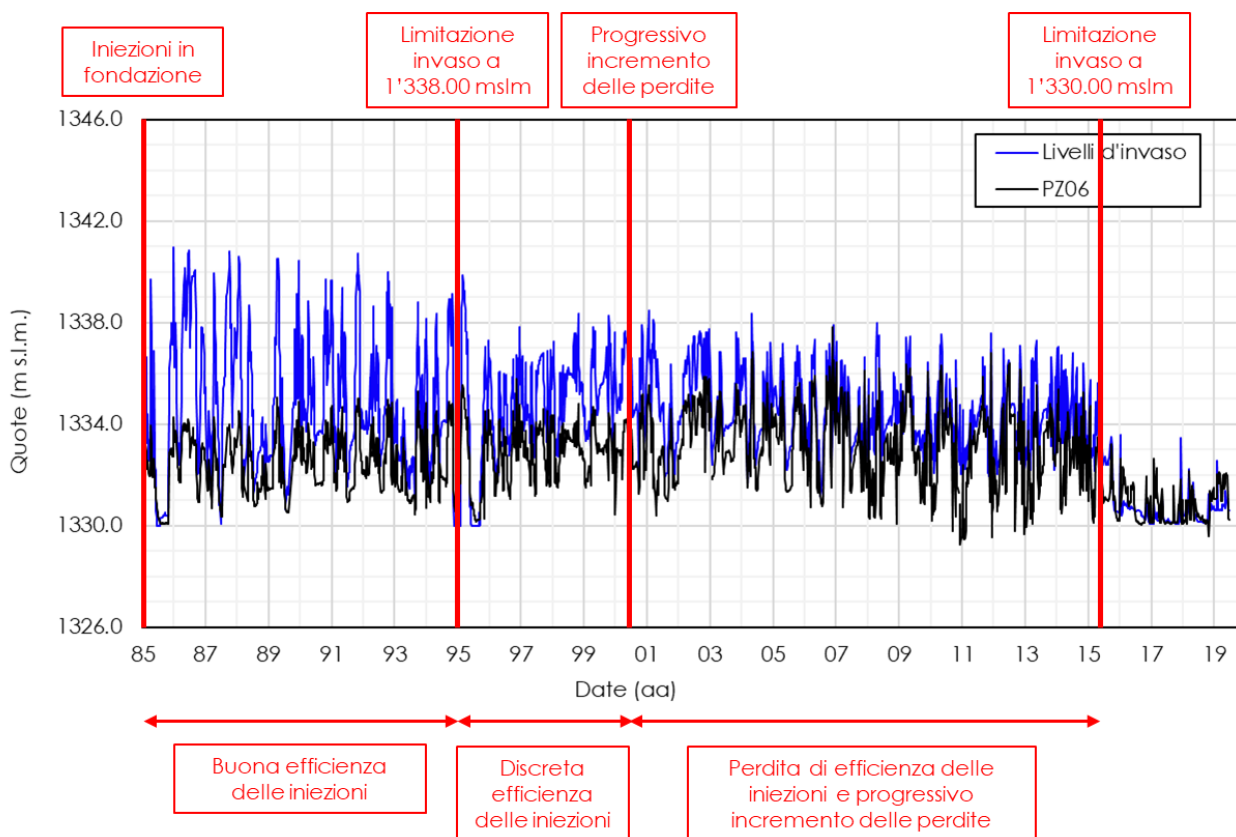 Iniezioni in
fondazione
Limitazione
invaso a
1'338.00 mslm
Progressivo
incremento
delle perdite
Limitazione
invaso a
1'330.00 mslm
1346.0
1342.0
1338.0
1334.0
1330.0
1326.0
Quote (m s.l.m.)
Livelli d'invaso
PZ06
85 87 89 91 93 95 97 99 01 03 05 07 09 11 13 15 17 19
Date (aa)
Buona efficienza
delle iniezioni
Discreta
efficienza
delle iniezioni
Perdita di efficienza delle
iniezioni e progressivo
incremento delle perdite